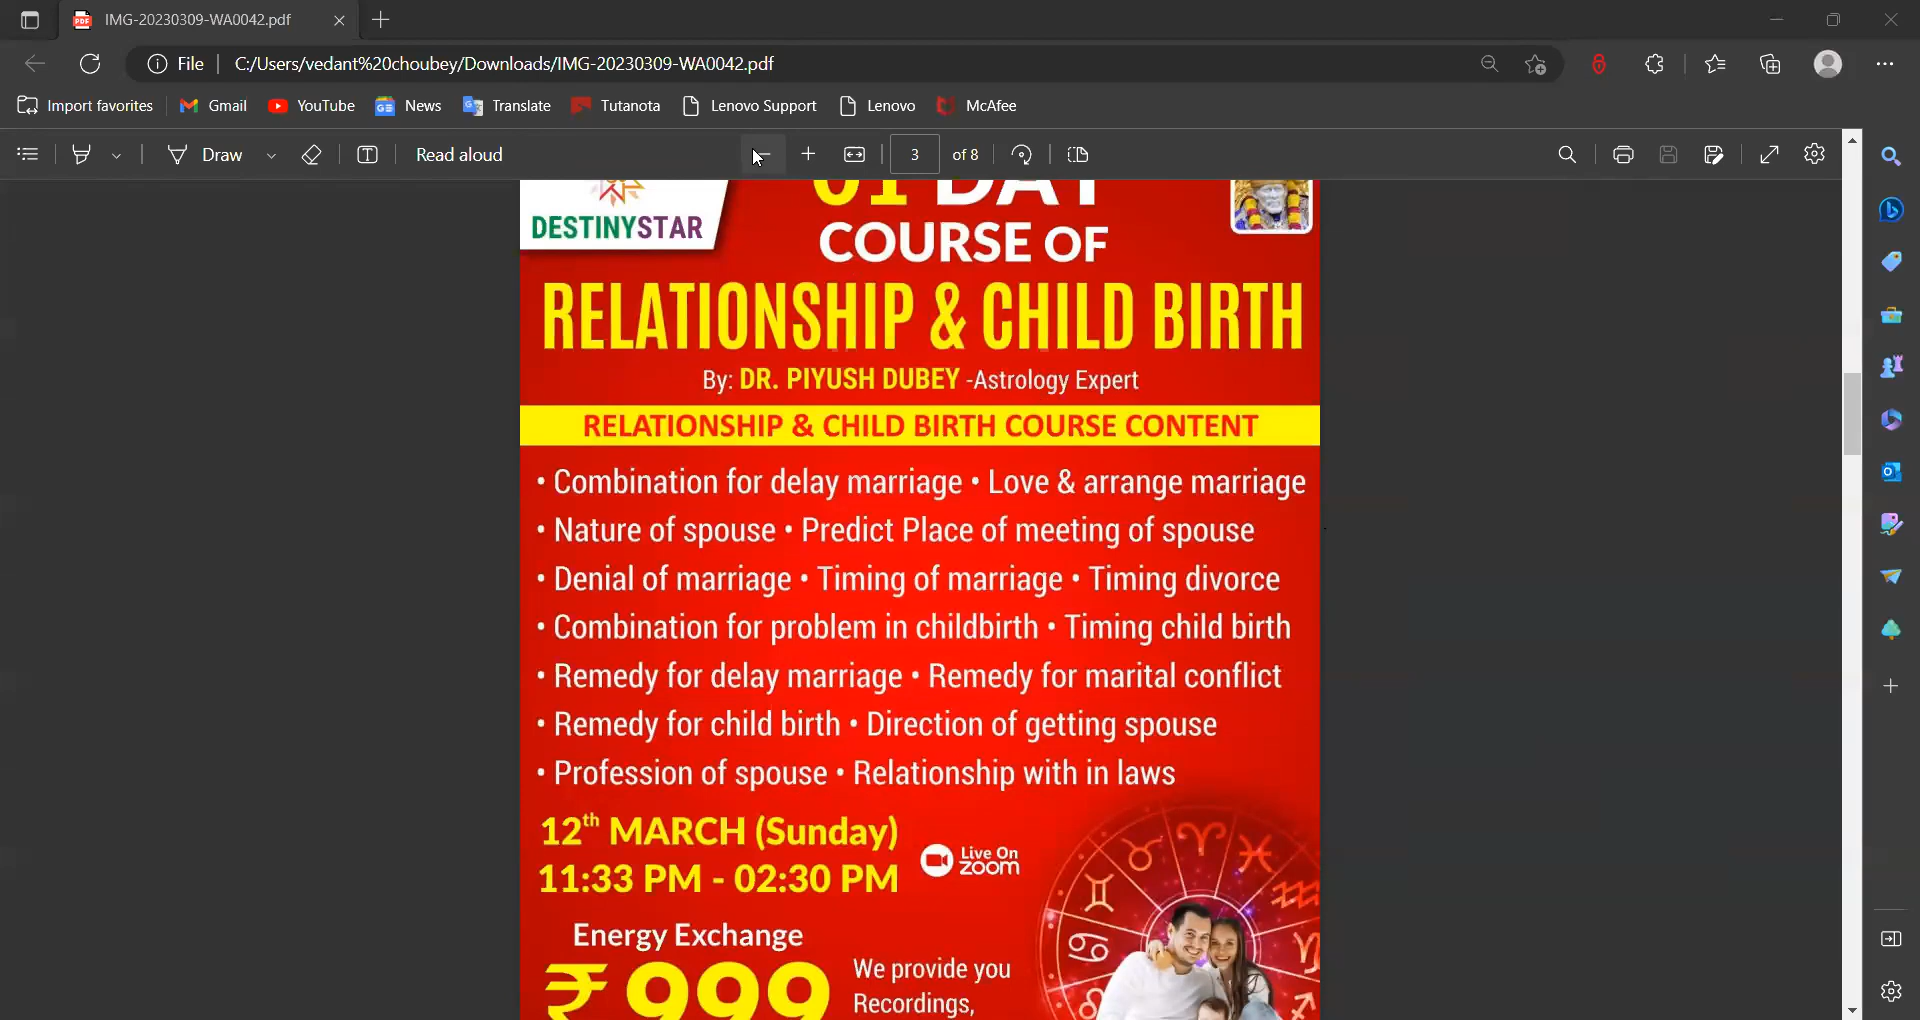 IMG-20230309-WA0042.pdf
File C:/Users/vedant%20choubey/Downloads/IMG-20230309-WA0042.pdf
Import favorites Gmail YouTube News Translate Tutanota Lenovo Support Lenovo McAfee
Draw Read aloud 3 of 8
DESTINYSTAR
01 DAY
COURSE OF
RELATIONSHIP & CHILD BIRTH
By: DR. PIYUSH DUBEY -Astrology Expert
RELATIONSHIP & CHILD BIRTH COURSE CONTENT
• Combination for delay marriage • Love & arrange marriage
• Nature of spouse • Predict Place of meeting of spouse
• Denial of marriage • Timing of marriage • Timing divorce
• Combination for problem in childbirth • Timing child birth
• Remedy for delay marriage • Remedy for marital conflict
• Remedy for child birth • Direction of getting spouse
• Profession of spouse • Relationship with in laws
12th MARCH (Sunday)
11:33 PM - 02:30 PM
Live On
zoom
Energy Exchange
₹999
We provide you
Recordings,